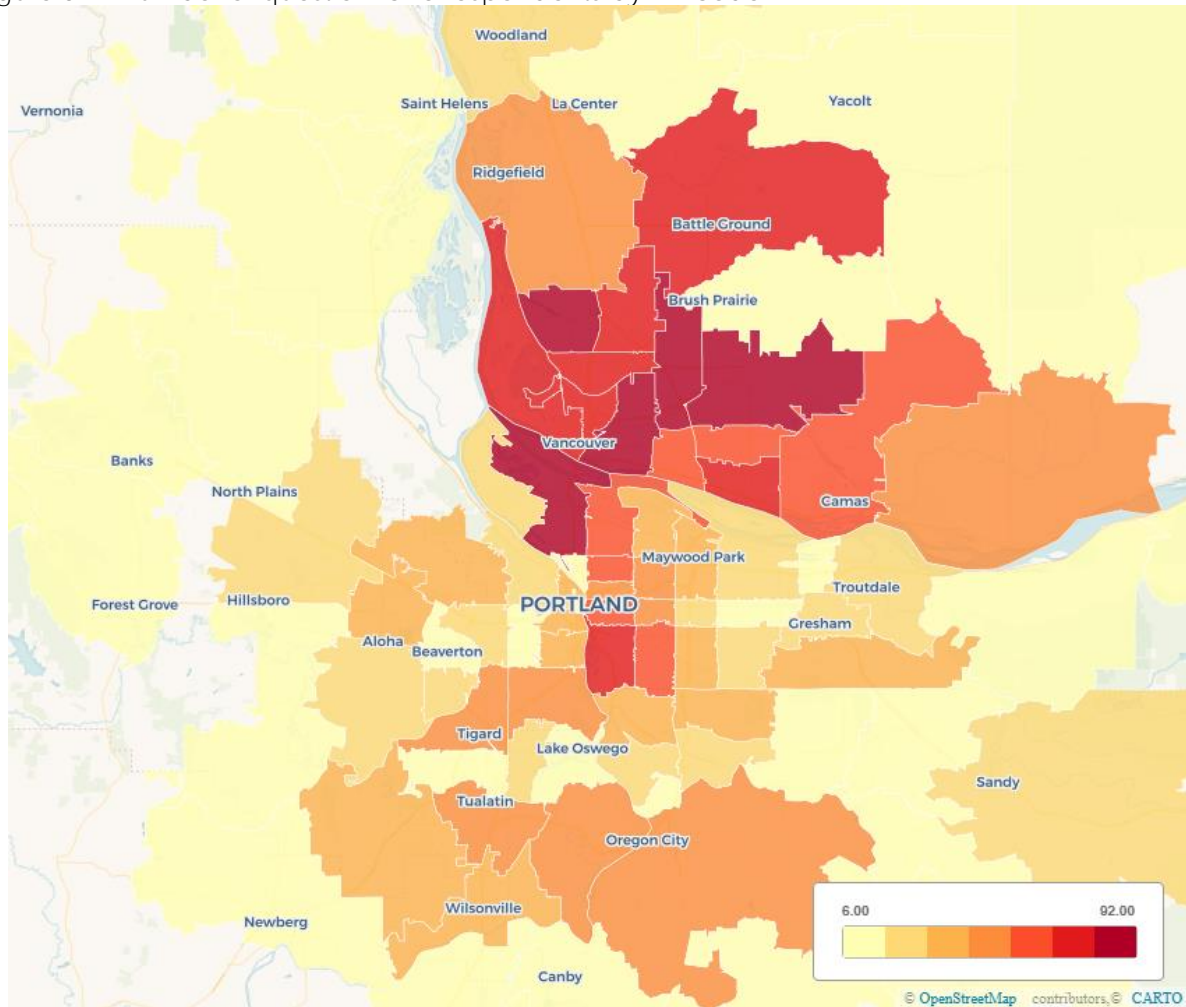 Woodland
Saint Helens
La Center
Yacolt
Vernonia
Ridgefield
Battle Ground
Brush Prairie
Vancouver
Banks
North Plains
Camas
Maywood Park
Troutdale
Forest Grove
Hillsboro
PORTLAND
Gresham
Aloha
Beaverton
Tigard
Lake Oswego
Sandy
Tualatin
Oregon City
Wilsonville
Newberg
Canby
6.00 92.00
© OpenStreetMap contributors,© CARTO